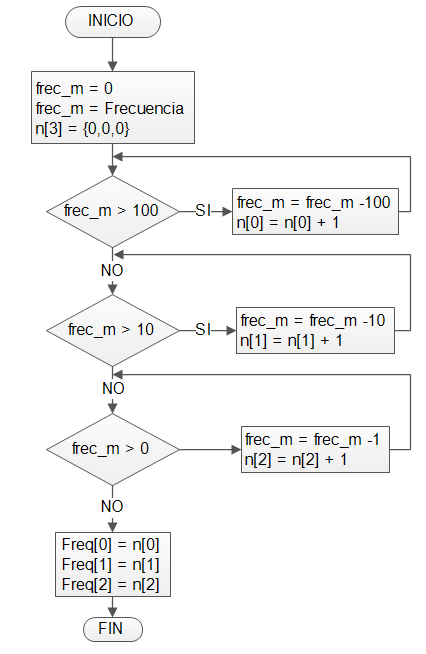 INICIO
frec_m = 0
frec_m = Frecuencia
n[3] = {0,0,0}
frec_m > 100
SI
frec_m = frec_m -100
n[0] = n[0] + 1
NO
frec_m > 10
SI
frec_m = frec_m -10
n[1] = n[1] + 1
NO
frec_m > 0
frec_m = frec_m -1
n[2] = n[2] + 1
NO
Freq[0] = n[0]
Freq[1] = n[1]
Freq[2] = n[2]
FIN